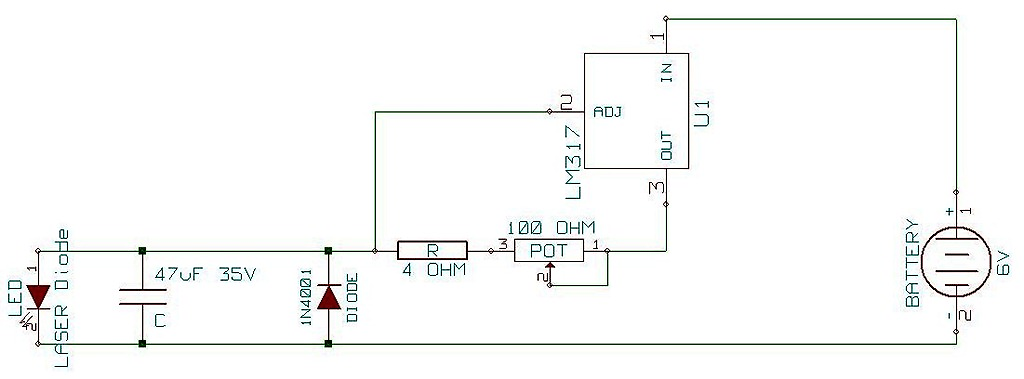 1
IN
2
ADJ
U1
OUT
LM317
3
100 OHM
3
POT
1
2
R
4 OHM
LED
1
2
LASER Diode
47uF 35V
C
1N4001
DIODE
BATTERY
+
1
6V
-
2